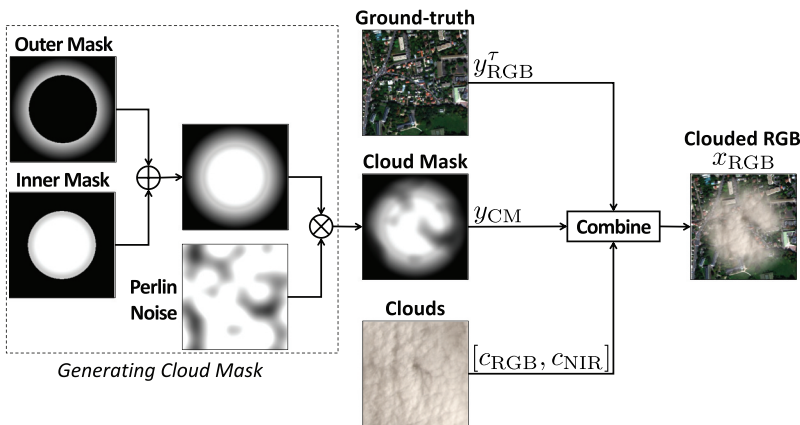 Outer Mask
Inner Mask
Perlin
Noise
Generating Cloud Mask
Ground-truth
y^τ_RGB
Cloud Mask
y_CM
Clouds
[c_RGB, c_NIR]
Combine
Clouded RGB
x_RGB